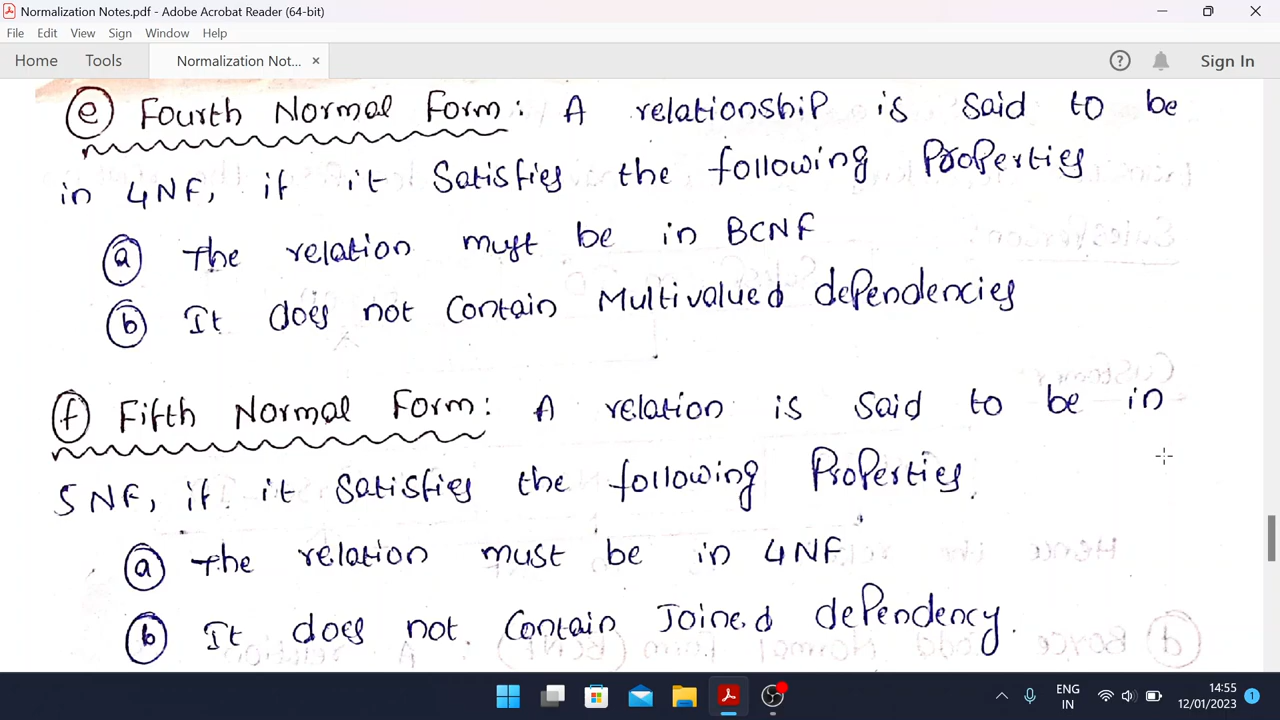 Normalization Notes.pdf - Adobe Acrobat Reader (64-bit)
File Edit View Sign Window Help
Home Tools Normalization Not... × Sign In
e Fourth Normal Form: A relationship is said to be
in 4NF, if it satisfies the following Properties
a The relation must be in BCNF
b It does not contain Multivalued dependencies
f Fifth Normal Form: A relation is said to be in
5NF, if it satisfies the following Properties.
a The relation must be in 4NF
b It does not contain Joined dependency.
ENG 14:55
IN 12/01/2023 1